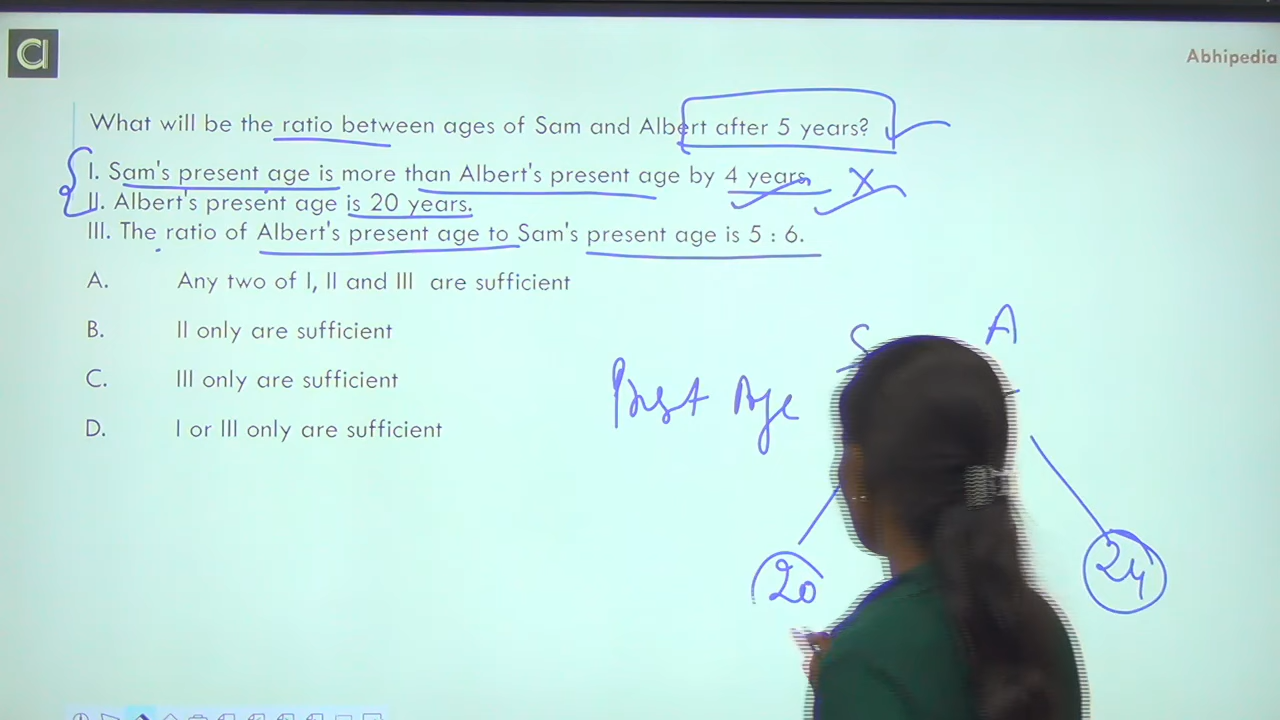 Abhipedia
What will be the ratio between ages of Sam and Albert after 5 years?
I. Sam's present age is more than Albert's present age by 4 years.
II. Albert's present age is 20 years.
III. The ratio of Albert's present age to Sam's present age is 5 : 6.
A. Any two of I, II and III are sufficient
B. II only are sufficient
C. III only are sufficient
D. I or III only are sufficient
S A
Age
20 24